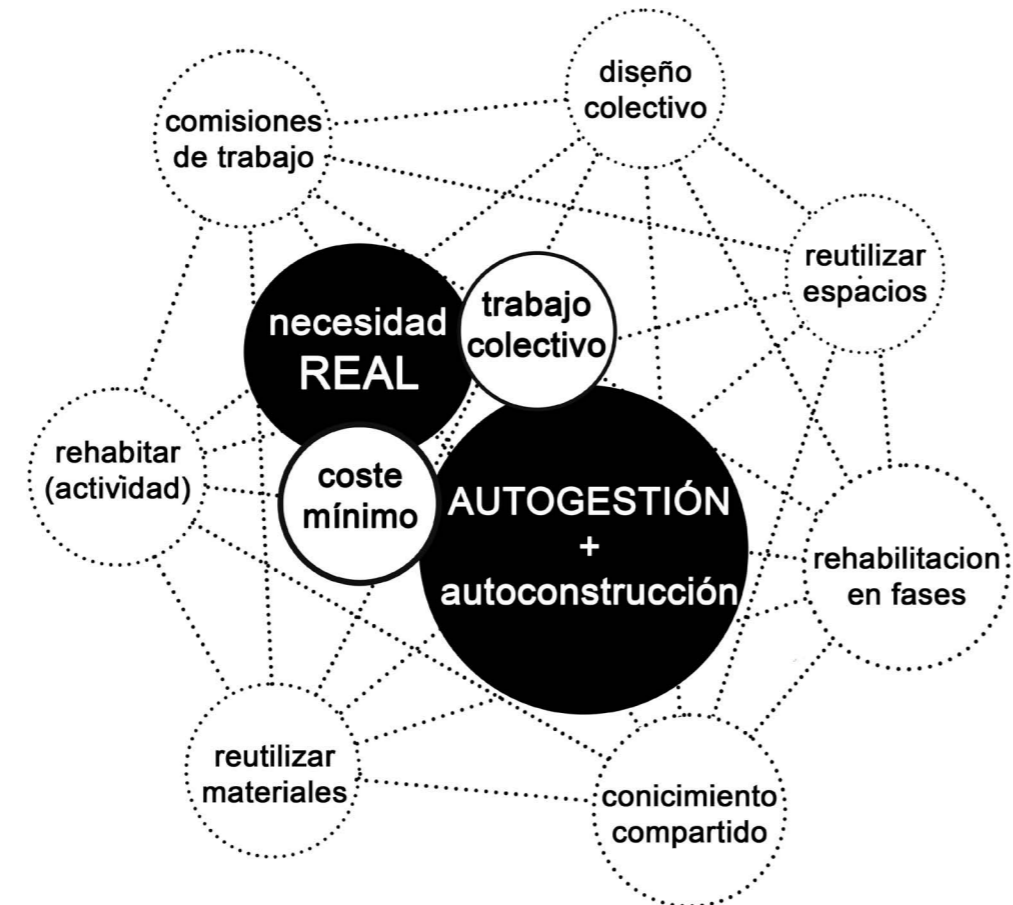 diseño
colectivo
comisiones
de trabajo
reutilizar
espacios
necesidad
REAL
trabajo
colectivo
rehabitar
(actividad)
coste
mínimo
AUTOGESTIÓN
+
autoconstrucción
rehabilitacion
en fases
reutilizar
materiales
conicimiento
compartido